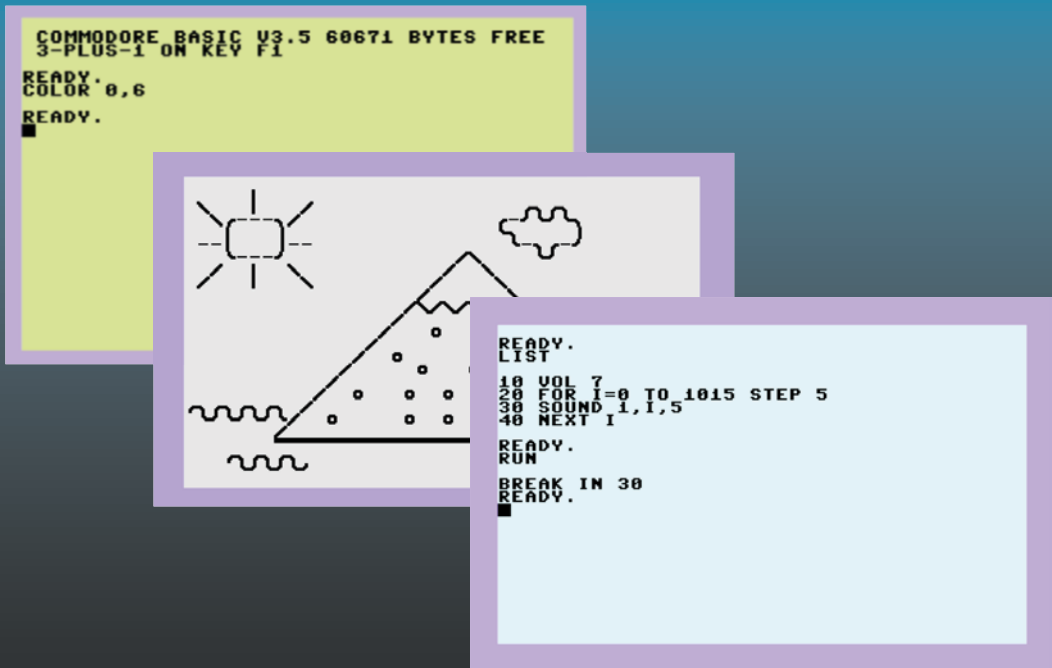 COMMODORE BASIC V3.5 60671 BYTES FREE
3-PLUS-1 ON KEY F1
READY.
COLOR 0,6
READY.
READY.
LIST
10 VOL 7
20 FOR I=0 TO 1015 STEP 5
30 SOUND 1,I,5
40 NEXT I
READY.
RUN
BREAK IN 30
READY.